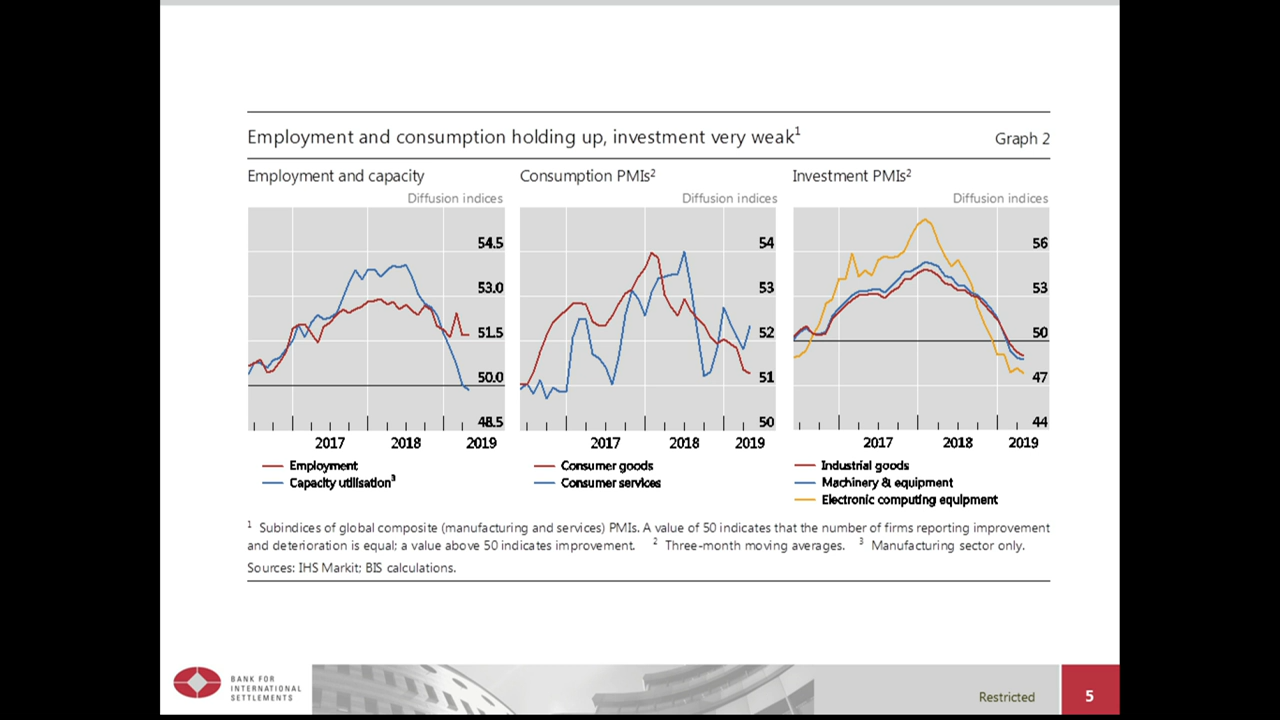 Employment and consumption holding up, investment very weak¹
Graph 2
Employment and capacity
Diffusion indices
54.5
53.0
51.5
50.0
48.5
2017 2018 2019
Employment
Capacity utilisation³
Consumption PMIs²
Diffusion indices
54
53
52
51
50
2017 2018 2019
Consumer goods
Consumer services
Investment PMIs²
Diffusion indices
56
53
50
47
44
2017 2018 2019
Industrial goods
Machinery & equipment
Electronic computing equipment
¹ Subindices of global composite (manufacturing and services) PMIs. A value of 50 indicates that the number of firms reporting improvement
and deterioration is equal; a value above 50 indicates improvement. ² Three-month moving averages. ³ Manufacturing sector only.
Sources: IHS Markit; BIS calculations.
BANK FOR
INTERNATIONAL
SETTLEMENTS
Restricted
5